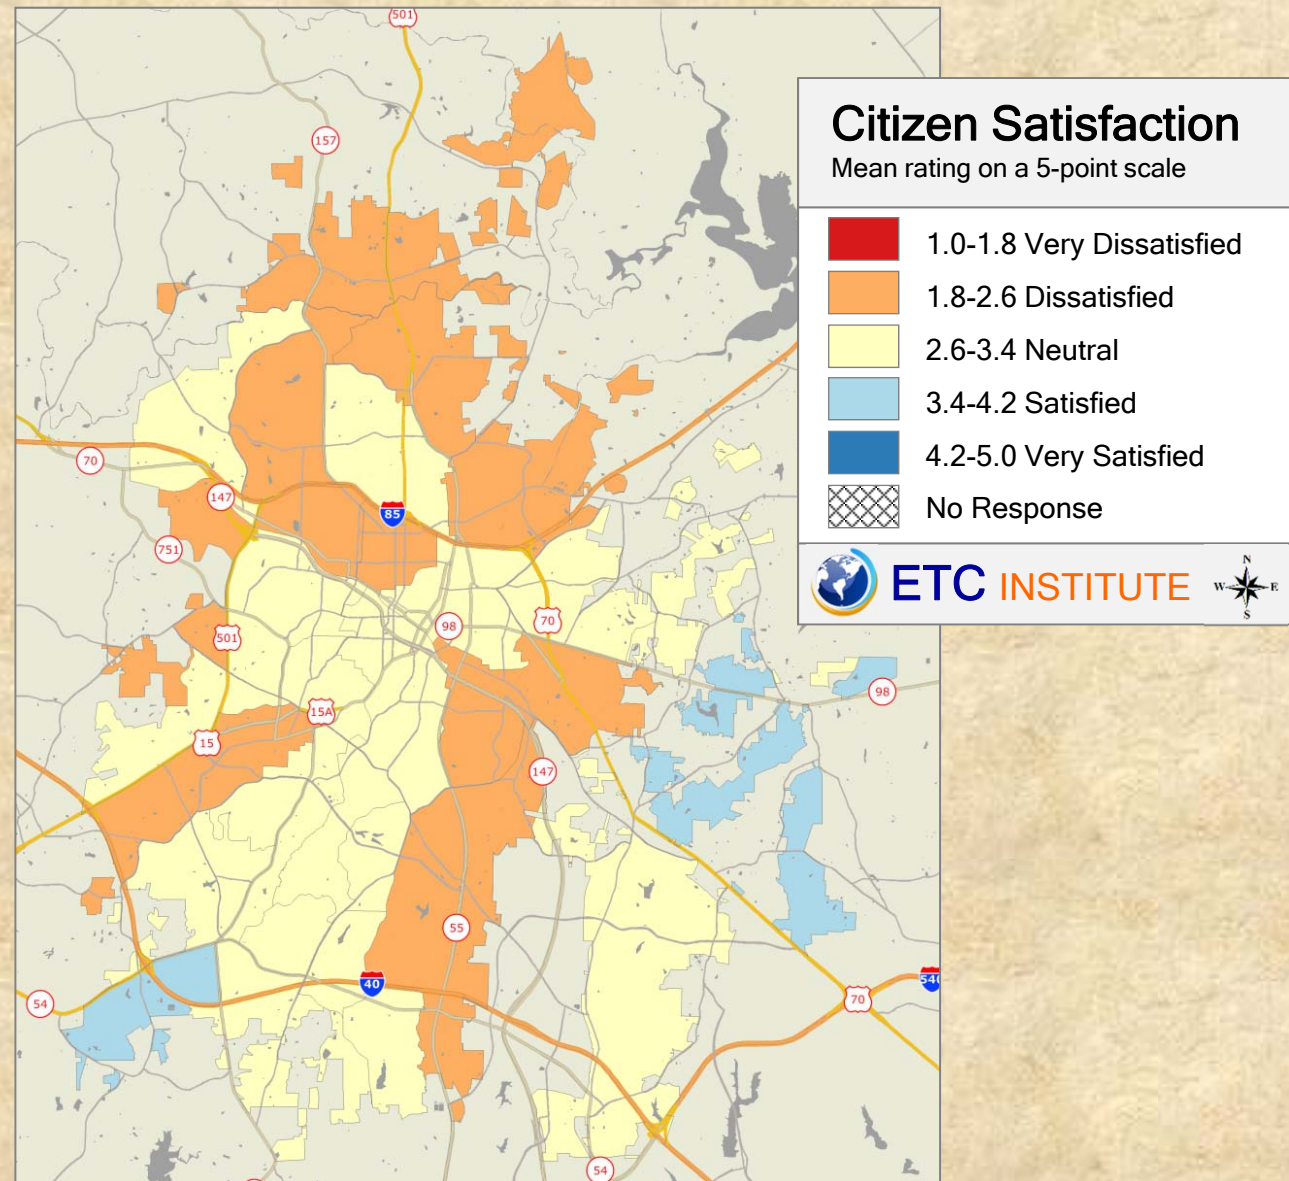 501
157
Citizen Satisfaction
Mean rating on a 5-point scale
1.0-1.8 Very Dissatisfied
1.8-2.6 Dissatisfied
2.6-3.4 Neutral
3.4-4.2 Satisfied
4.2-5.0 Very Satisfied
No Response
ETC INSTITUTE
N
W E
S
70
147
85
751
98
70
501
98
15A
15
147
55
40
540
70
54
54